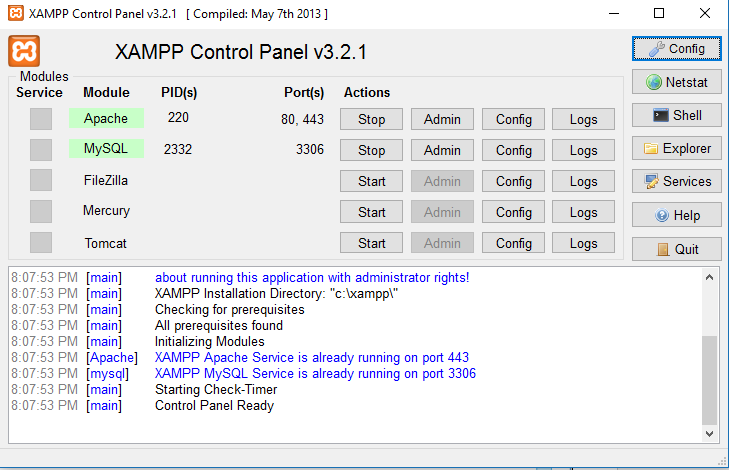 XAMPP Control Panel v3.2.1 [ Compiled: May 7th 2013 ]
XAMPP Control Panel v3.2.1
Config
Modules
Service Module PID(s) Port(s) Actions
Netstat
Apache 220 80, 443 Stop Admin Config Logs
Shell
MySQL 2332 3306 Stop Admin Config Logs
Explorer
FileZilla Start Admin Config Logs
Services
Mercury Start Admin Config Logs
Help
Tomcat Start Admin Config Logs
Quit
8:07:53 PM [main] about running this application with administrator rights!
8:07:53 PM [main] XAMPP Installation Directory: "c:\xampp\"
8:07:53 PM [main] Checking for prerequisites
8:07:53 PM [main] All prerequisites found
8:07:53 PM [main] Initializing Modules
8:07:53 PM [Apache] XAMPP Apache Service is already running on port 443
8:07:53 PM [mysql] XAMPP MySQL Service is already running on port 3306
8:07:53 PM [main] Starting Check-Timer
8:07:53 PM [main] Control Panel Ready